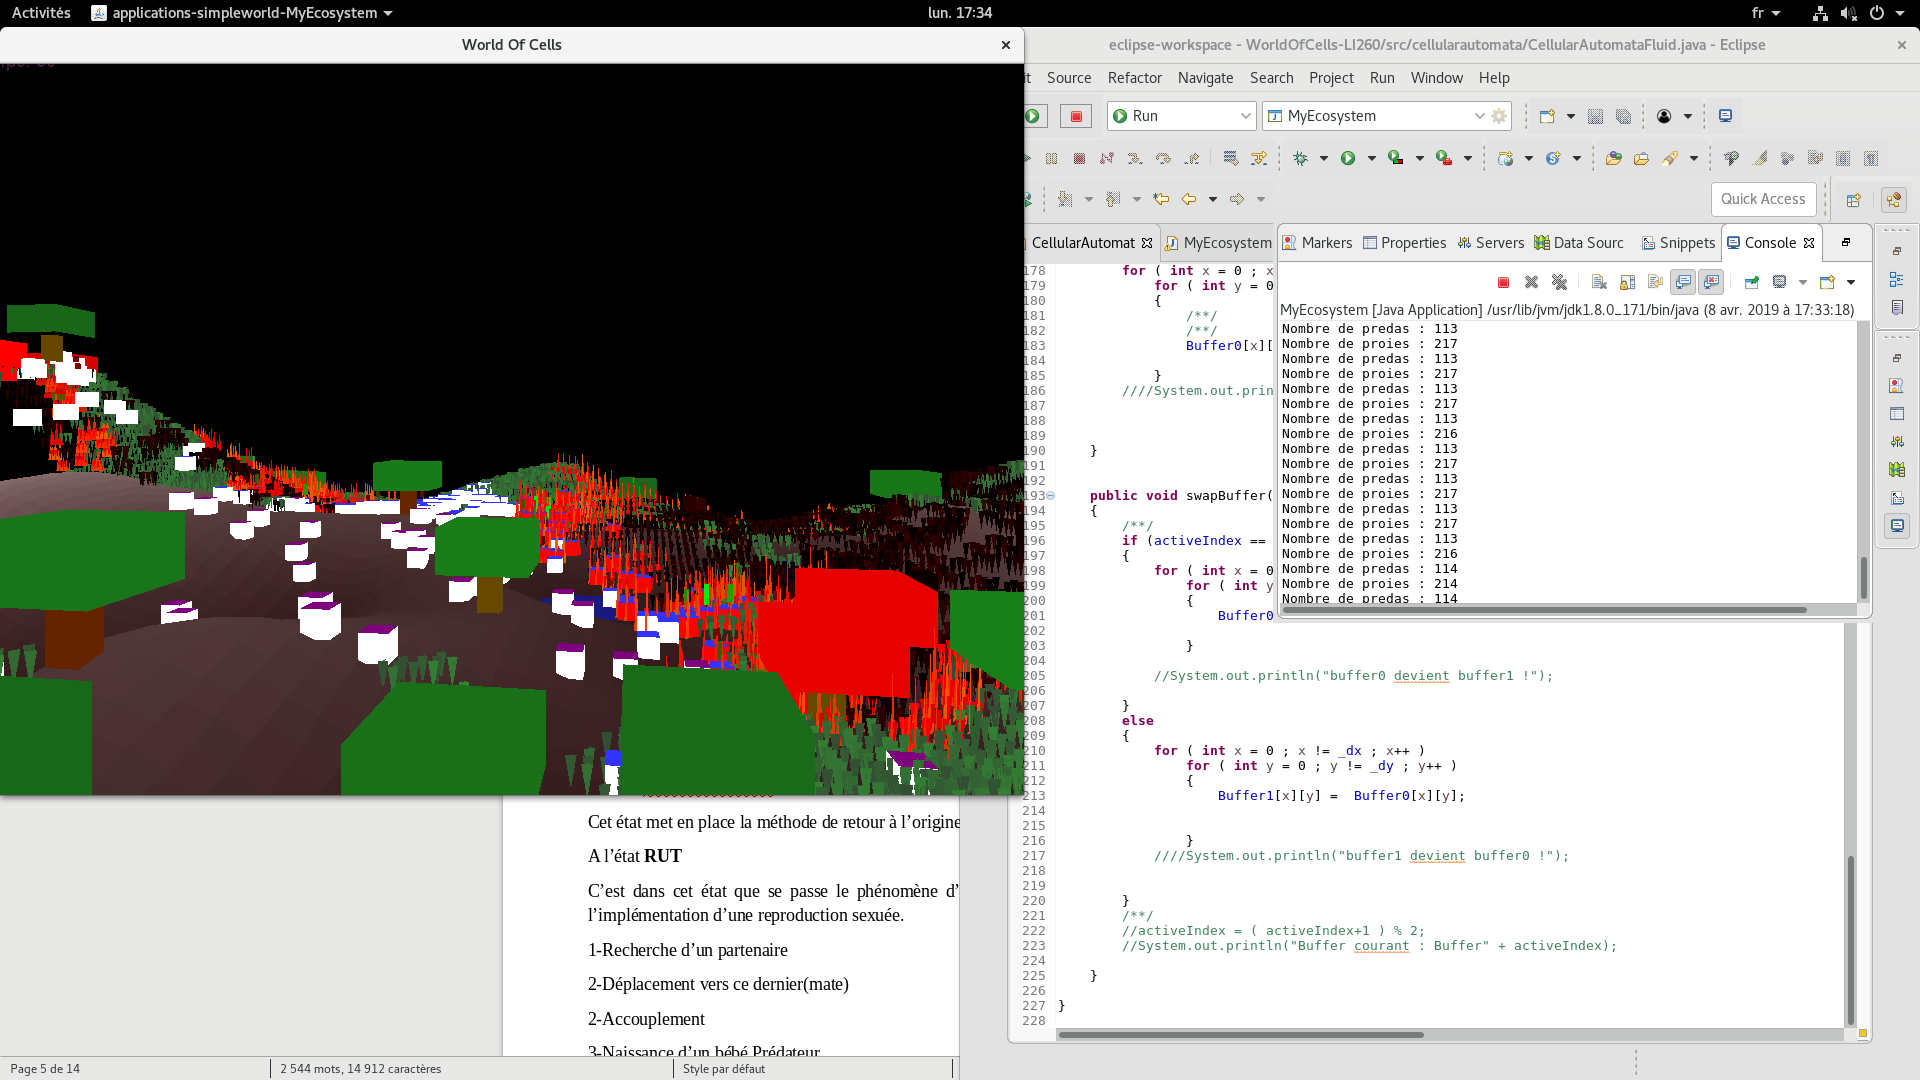 Activités
applications-simpleworld-MyEcosystem
lun. 17:34
fr
World Of Cells
eclipse-workspace - WorldOfCells-LI260/src/cellularautomata/CellularAutomataFluid.java - Eclipse
Source Refactor Navigate Search Project Run Window Help
Run
MyEcosystem
Quick Access
CellularAutomat
MyEcosystem
Markers Properties Servers Data Sourc Snippets Console
MyEcosystem [Java Application] /usr/lib/jvm/jdk1.8.0_171/bin/java (8 avr. 2019 à 17:33:18)
Nombre de predas : 113
Nombre de proies : 217
Nombre de predas : 113
Nombre de proies : 217
Nombre de predas : 113
Nombre de proies : 217
Nombre de predas : 113
Nombre de proies : 216
Nombre de predas : 113
Nombre de proies : 217
Nombre de predas : 113
Nombre de proies : 217
Nombre de predas : 113
Nombre de proies : 217
Nombre de predas : 113
Nombre de proies : 216
Nombre de predas : 114
Nombre de proies : 214
Nombre de predas : 114
178 for ( int x = 0 ; x
179 for ( int y = 0
180 {
181 /**/
182 /**/
183 Buffer0[x][
184
185 }
186 ////System.out.prin
187
188
189
190 }
191
192
193 public void swapBuffer(
194 {
195 /**/
196 if (activeIndex ==
197 {
198 for ( int x = 0
199 for ( int y
200 {
201 Buffer0
202
203 }
204
205 //System.out.println("buffer0 devient buffer1 !");
206
207 }
208 else
209 {
210 for ( int x = 0 ; x != _dx ; x++ )
211 for ( int y = 0 ; y != _dy ; y++ )
212 {
213 Buffer1[x][y] = Buffer0[x][y];
214
215
216 }
217 ////System.out.println("buffer1 devient buffer0 !");
218
219
220 }
221 /**/
222 //activeIndex = ( activeIndex+1 ) % 2;
223 //System.out.println("Buffer courant : Buffer" + activeIndex);
224
225 }
226
227 }
228
Cet état met en place la méthode de retour à l’origine
A l’état RUT
C’est dans cet état que se passe le phénomène d’
l’implémentation d’une reproduction sexuée.
1-Recherche d’un partenaire
2-Déplacement vers ce dernier(mate)
2-Accouplement
3-Naissance d’un bébé Prédateur
Page 5 de 14
2 544 mots, 14 912 caractères
Style par défaut